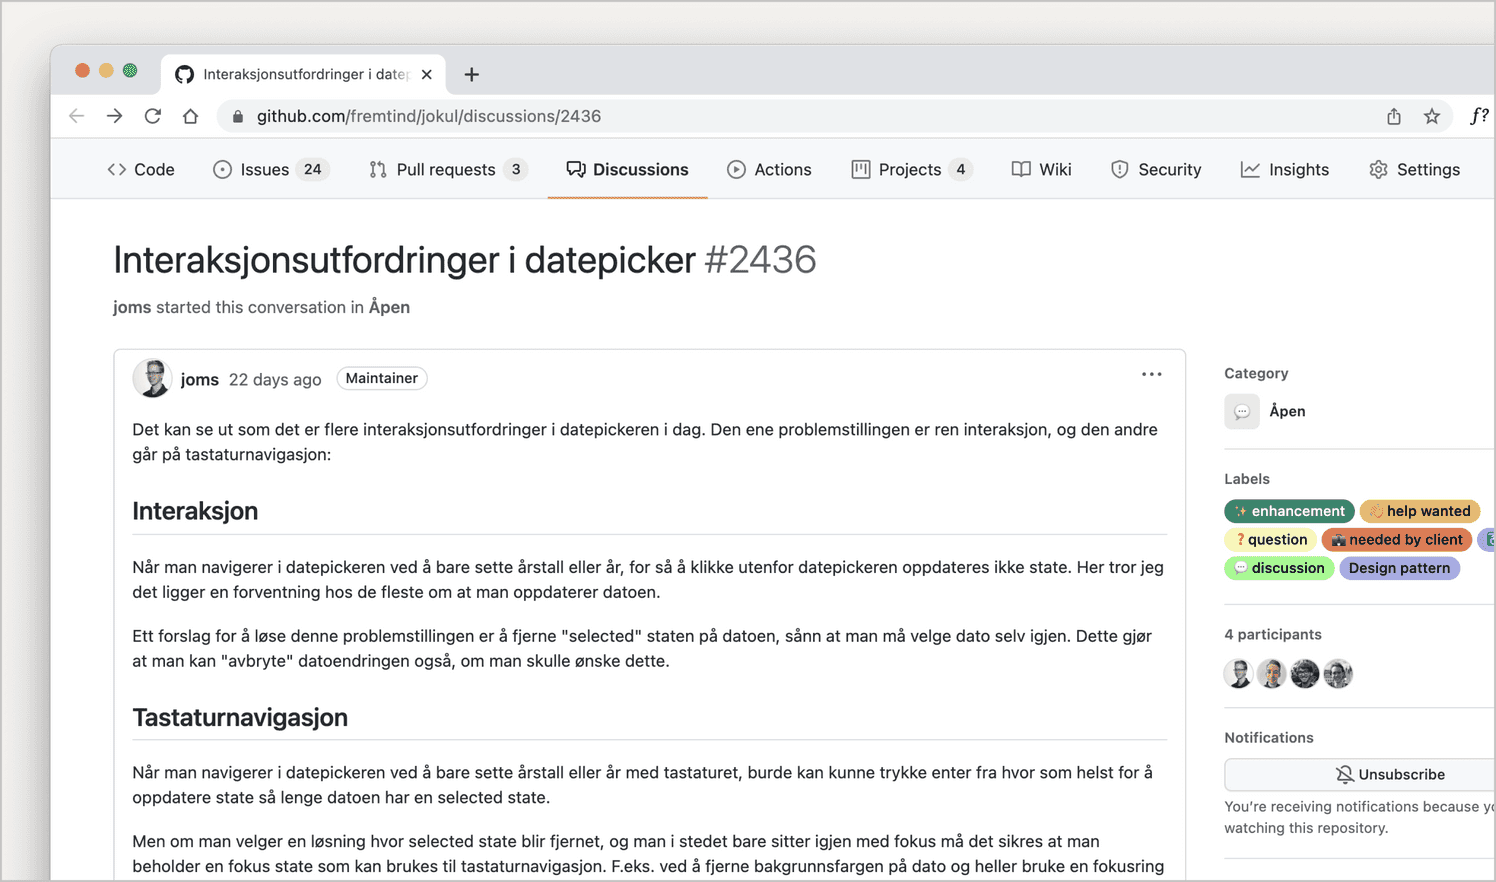 Interaksjonsutfordringer i datep
github.com/fremtind/jokul/discussions/2436
f?
Code Issues 24 Pull requests 3 Discussions Actions Projects 4 Wiki Security Insights Settings
Interaksjonsutfordringer i datepicker #2436
joms started this conversation in Åpen
joms 22 days ago Maintainer
Det kan se ut som det er flere interaksjonsutfordringer i datepickeren i dag. Den ene problemstillingen er ren interaksjon, og den andre
går på tastaturnavigasjon:
Interaksjon
Når man navigerer i datepickeren ved å bare sette årstall eller år, for så å klikke utenfor datepickeren oppdateres ikke state. Her tror jeg
det ligger en forventning hos de fleste om at man oppdaterer datoen.
Ett forslag for å løse denne problemstillingen er å fjerne "selected" staten på datoen, sånn at man må velge dato selv igjen. Dette gjør
at man kan "avbryte" datoendringen også, om man skulle ønske dette.
Tastaturnavigasjon
Når man navigerer i datepickeren ved å bare sette årstall eller år med tastaturet, burde kan kunne trykke enter fra hvor som helst for å
oppdatere state så lenge datoen har en selected state.
Men om man velger en løsning hvor selected state blir fjernet, og man i stedet bare sitter igjen med fokus må det sikres at man
beholder en fokus state som kan brukes til tastaturnavigasjon. F.eks. ved å fjerne bakgrunnsfargen på dato og heller bruke en fokusring
Category
Åpen
Labels
enhancement help wanted
question needed by client
discussion Design pattern
4 participants
Notifications
Unsubscribe
You're receiving notifications because yo
watching this repository.